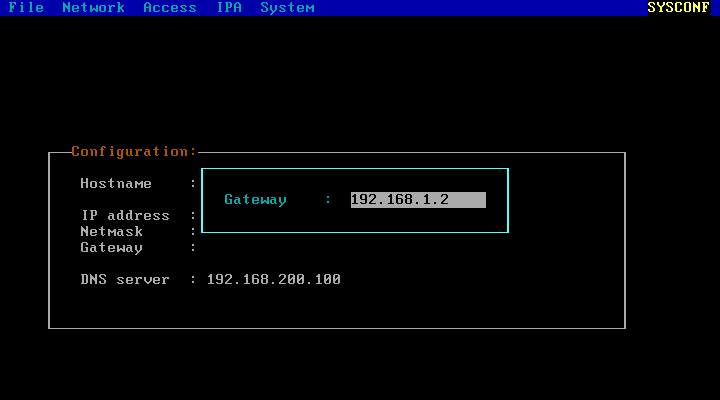 File Network Access IPA System SYSCONF
Configuration:
Hostname :
Gateway : 192.168.1.2
IP address :
Netmask :
Gateway :
DNS server : 192.168.200.100